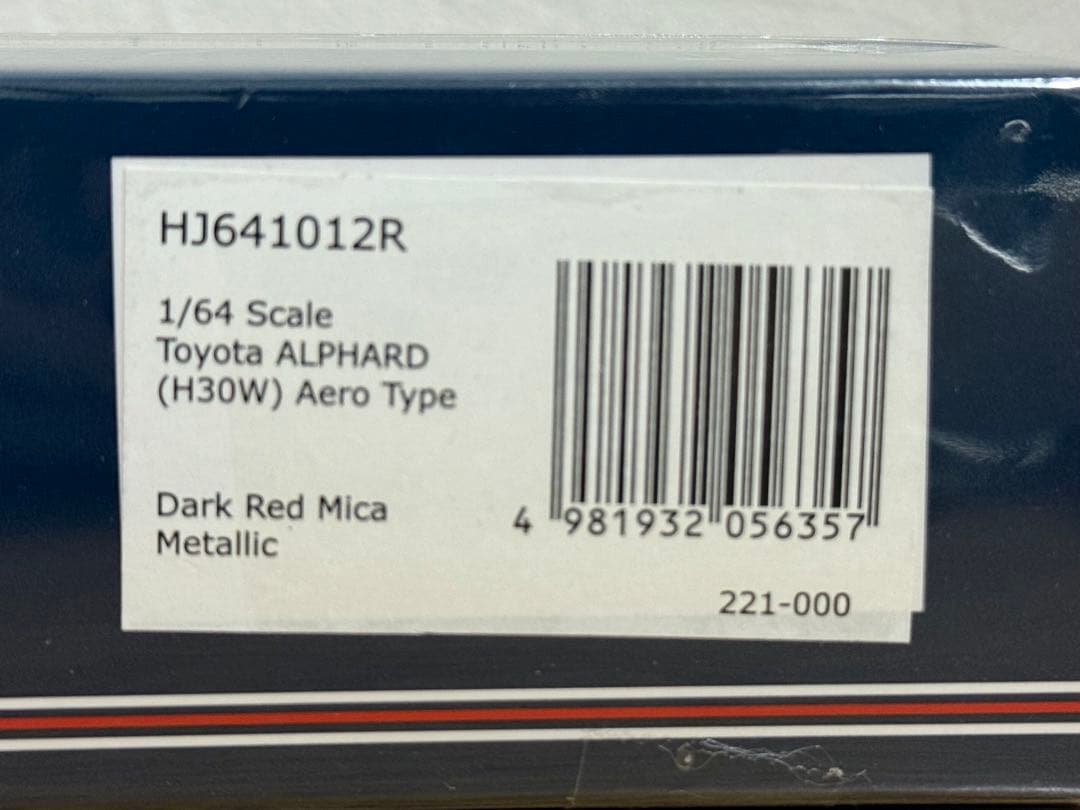 HJ641012R
1/64 Scale
Toyota ALPHARD
(H30W) Aero Type
Dark Red Mica
Metallic
4 981932 056357
221-000